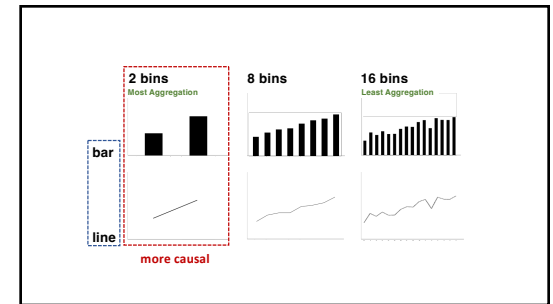 2 bins
Most Aggregation
8 bins
16 bins
Least Aggregation
bar
line
more causal